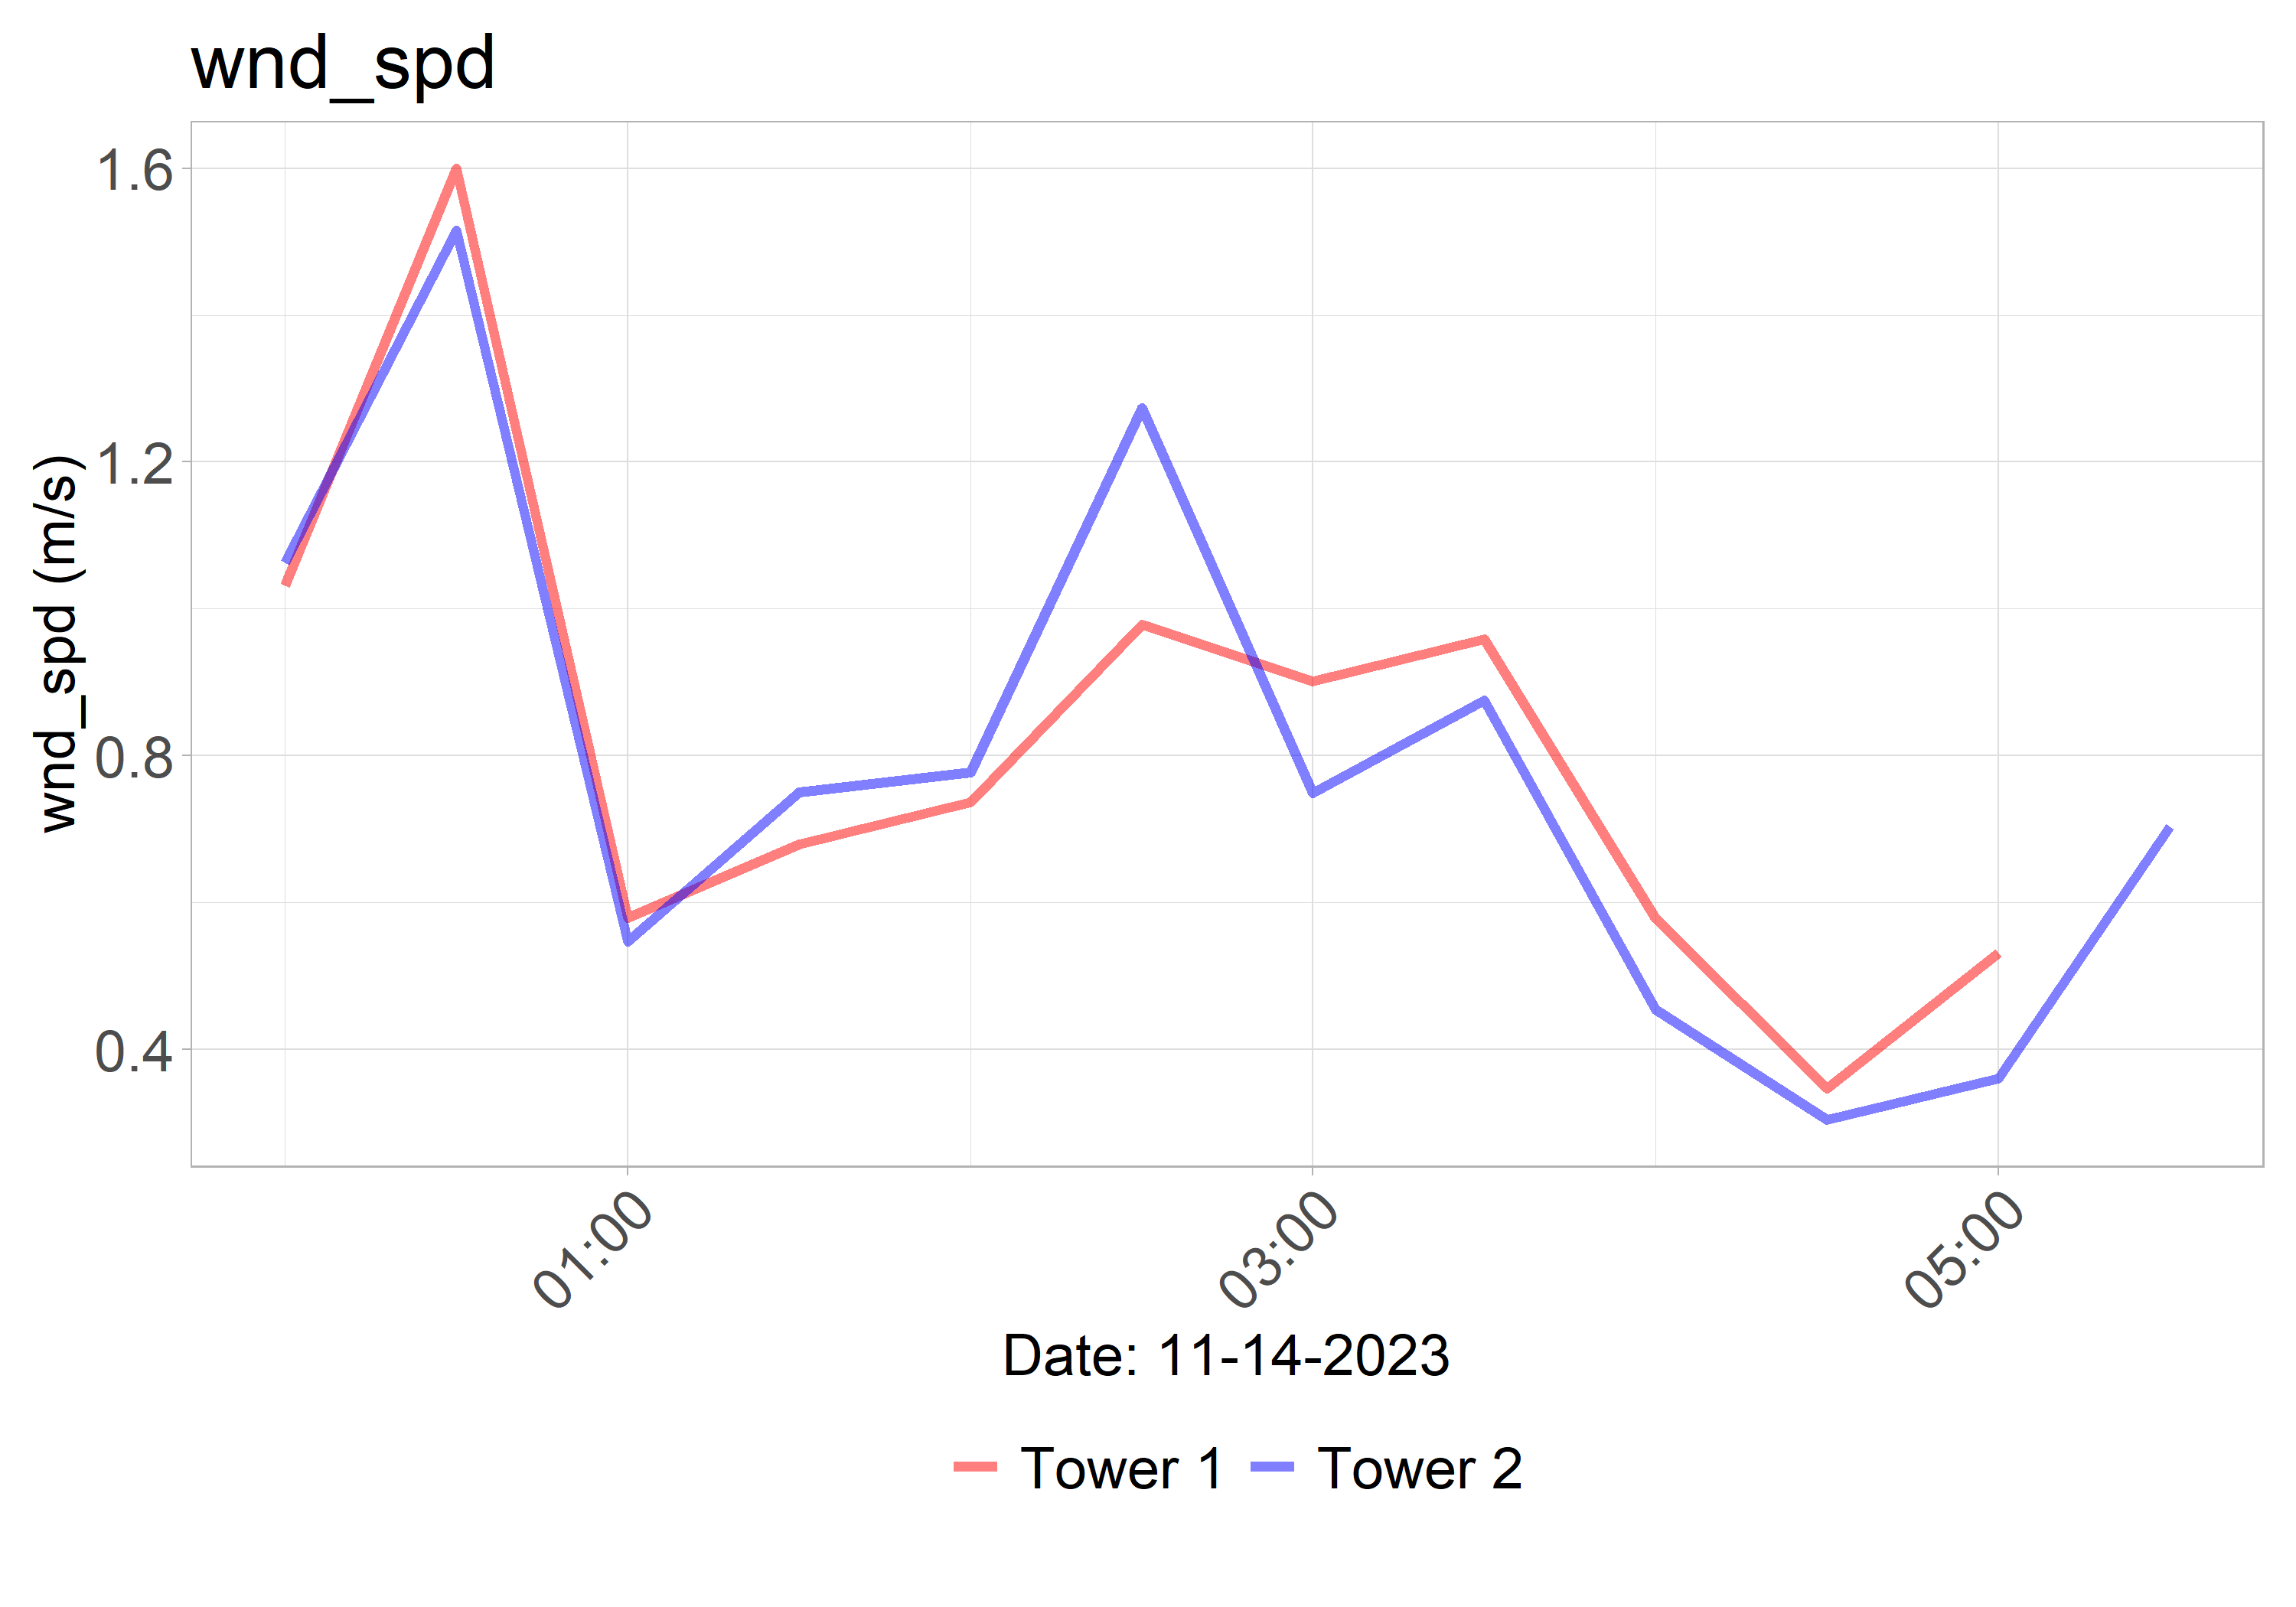 wnd_spd
wnd_spd (m/s)
1.6
1.2
0.8
0.4
01:00
03:00
05:00
Date: 11-14-2023
Tower 1
Tower 2